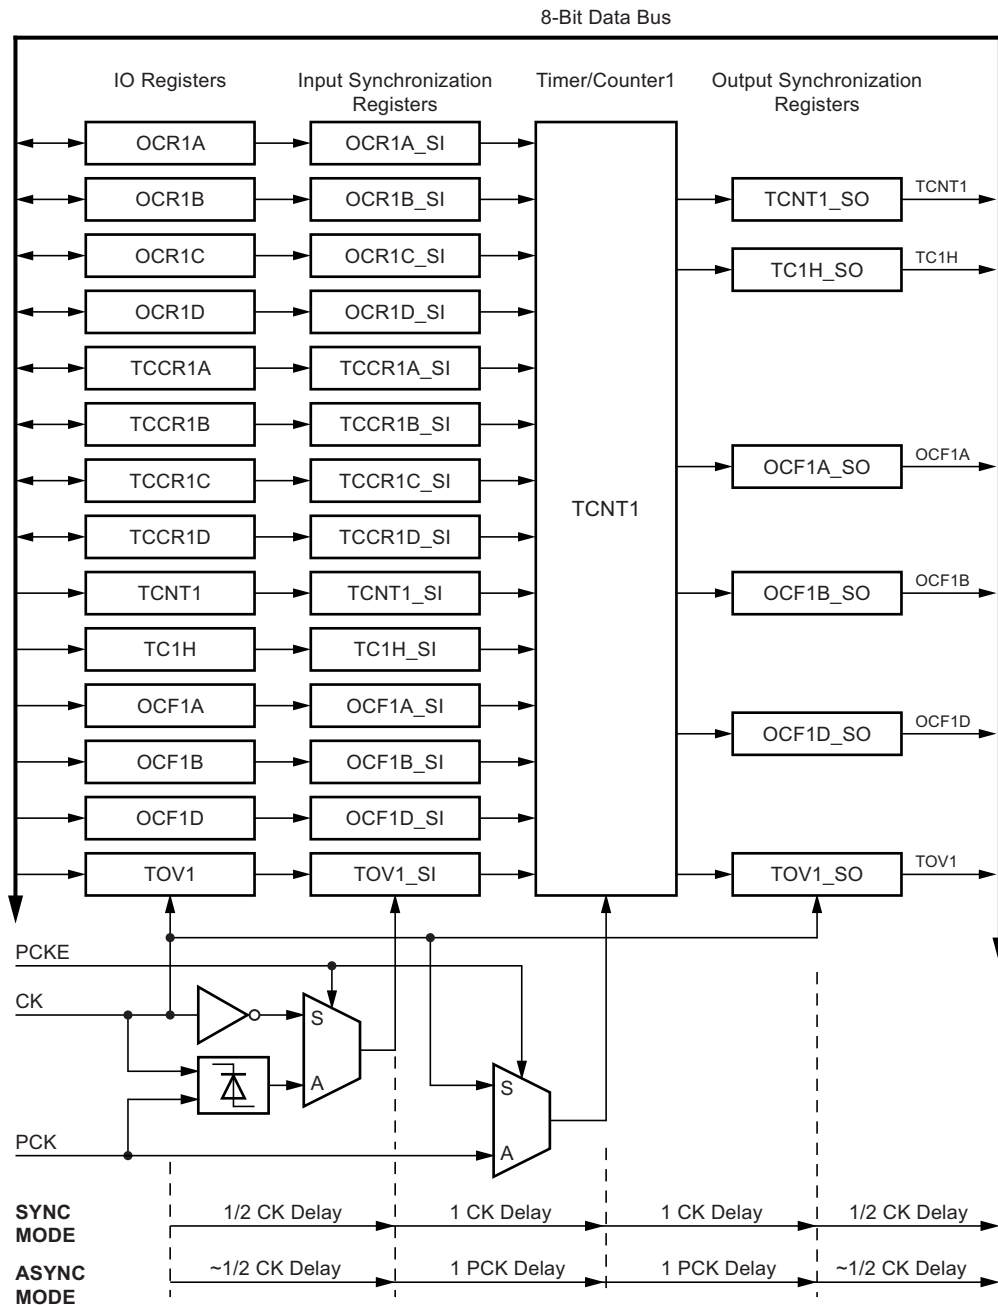 8-Bit Data Bus
IO Registers
Input Synchronization
Registers
Timer/Counter1
Output Synchronization
Registers
OCR1A
OCR1A_SI
OCR1B
OCR1B_SI
TCNT1_SO
TCNT1
OCR1C
OCR1C_SI
TC1H_SO
TC1H
OCR1D
OCR1D_SI
TCCR1A
TCCR1A_SI
TCCR1B
TCCR1B_SI
OCF1A_SO
OCF1A
TCCR1C
TCCR1C_SI
TCNT1
TCCR1D
TCCR1D_SI
TCNT1
TCNT1_SI
OCF1B_SO
OCF1B
TC1H
TC1H_SI
OCF1A
OCF1A_SI
OCF1D_SO
OCF1D
OCF1B
OCF1B_SI
OCF1D
OCF1D_SI
TOV1
TOV1_SI
TOV1_SO
TOV1
PCKE
CK
S
A
S
A
PCK
SYNC
MODE
1/2 CK Delay
1 CK Delay
1 CK Delay
1/2 CK Delay
ASYNC
MODE
~1/2 CK Delay
1 PCK Delay
1 PCK Delay
~1/2 CK Delay